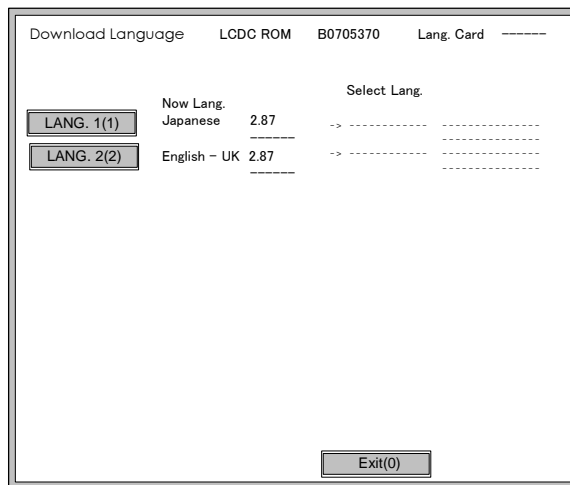 Download Language LCDC ROM B0705370 Lang. Card ------
Select Lang.
Now Lang.
LANG. 1(1) Japanese 2.87 -> ------------ ---------------
------ ---------------
LANG. 2(2) English - UK 2.87 -> ------------ ---------------
------ ---------------
Exit(0)